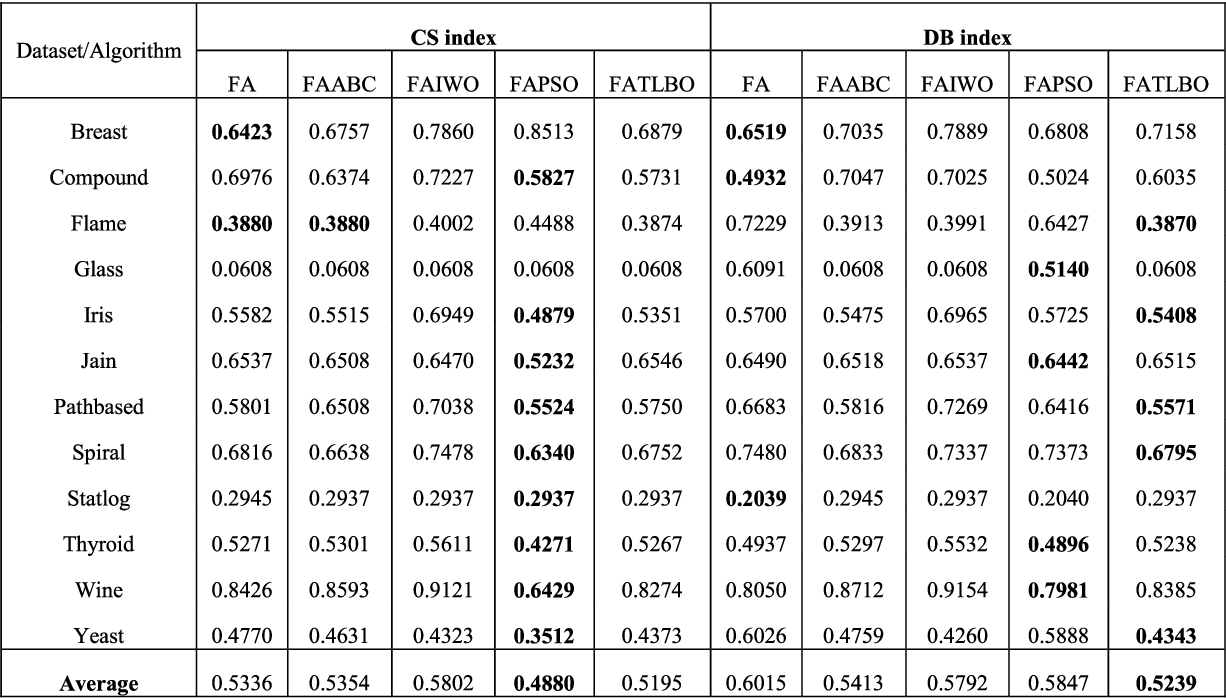 Dataset/Algorithm CS index DB index
FA FAABC FAIWO FAPSO FATLBO FA FAABC FAIWO FAPSO FATLBO
Breast 0.6423 0.6757 0.7860 0.8513 0.6879 0.6519 0.7035 0.7889 0.6808 0.7158
Compound 0.6976 0.6374 0.7227 0.5827 0.5731 0.4932 0.7047 0.7025 0.5024 0.6035
Flame 0.3880 0.3880 0.4002 0.4488 0.3874 0.7229 0.3913 0.3991 0.6427 0.3870
Glass 0.0608 0.0608 0.0608 0.0608 0.0608 0.6091 0.0608 0.0608 0.5140 0.0608
Iris 0.5582 0.5515 0.6949 0.4879 0.5351 0.5700 0.5475 0.6965 0.5725 0.5408
Jain 0.6537 0.6508 0.6470 0.5232 0.6546 0.6490 0.6518 0.6537 0.6442 0.6515
Pathbased 0.5801 0.6508 0.7038 0.5524 0.5750 0.6683 0.5816 0.7269 0.6416 0.5571
Spiral 0.6816 0.6638 0.7478 0.6340 0.6752 0.7480 0.6833 0.7337 0.7373 0.6795
Statlog 0.2945 0.2937 0.2937 0.2937 0.2937 0.2039 0.2945 0.2937 0.2040 0.2937
Thyroid 0.5271 0.5301 0.5611 0.4271 0.5267 0.4937 0.5297 0.5532 0.4896 0.5238
Wine 0.8426 0.8593 0.9121 0.6429 0.8274 0.8050 0.8712 0.9154 0.7981 0.8385
Yeast 0.4770 0.4631 0.4323 0.3512 0.4373 0.6026 0.4759 0.4260 0.5888 0.4343
Average 0.5336 0.5354 0.5802 0.4880 0.5195 0.6015 0.5413 0.5792 0.5847 0.5239